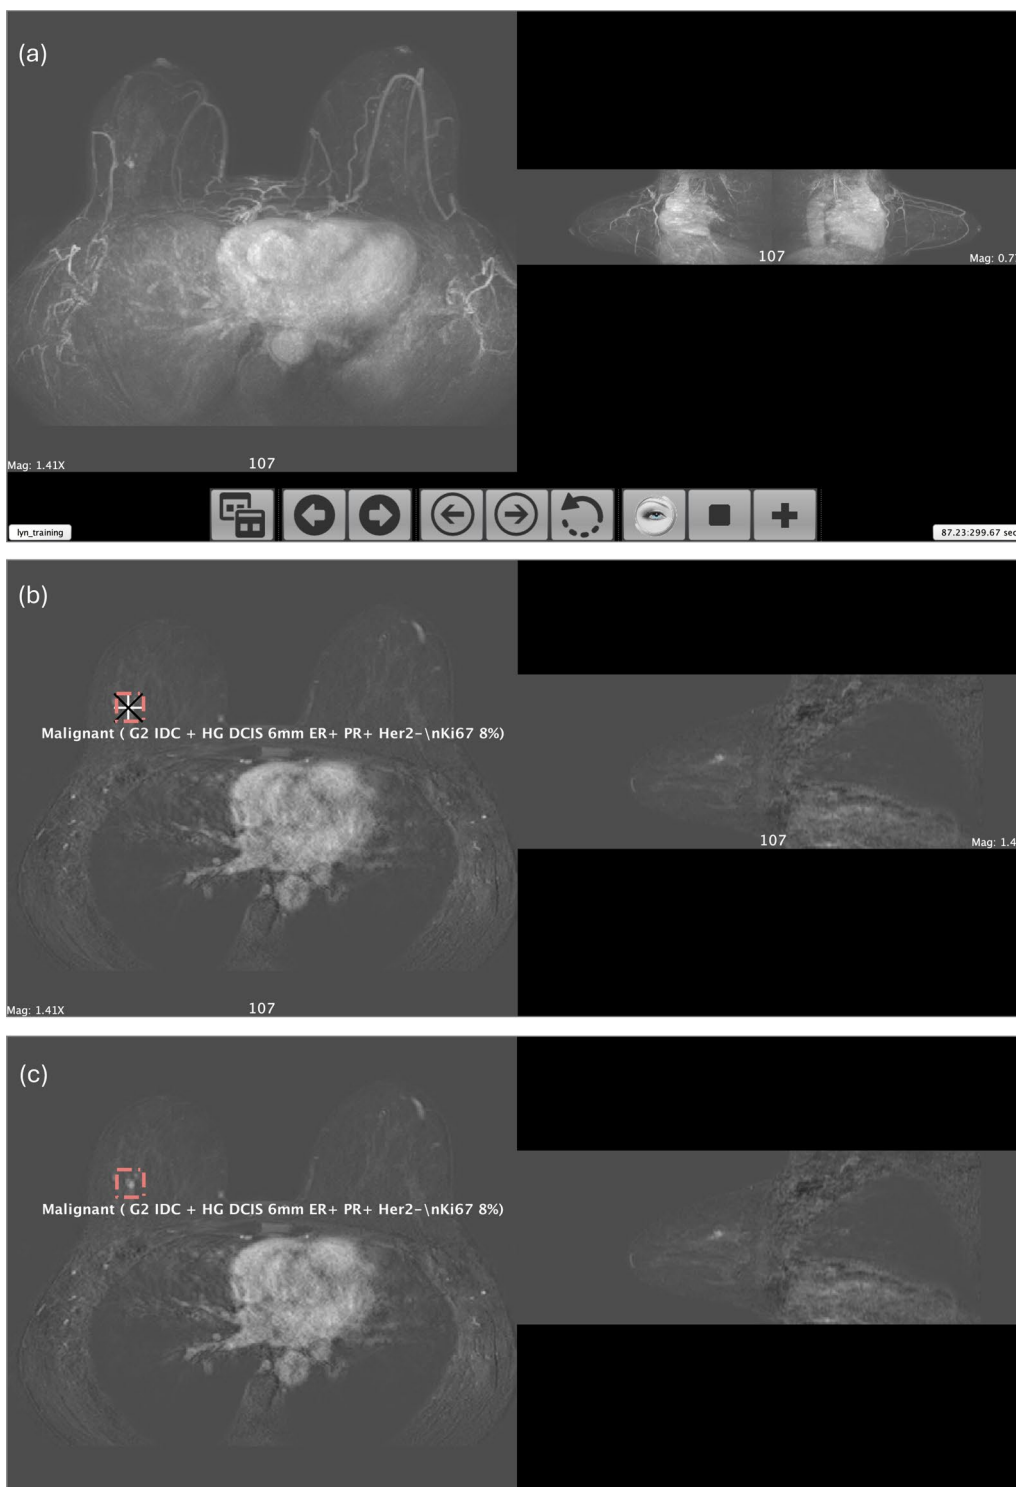 (a)
107
Mag: 0.7
Mag: 1.41X
107
lyn_training
87.23:299.67 sec
(b)
Malignant ( G2 IDC + HG DCIS 6mm ER+ PR+ Her2-\nKi67 8%)
107
Mag: 1.4
Mag: 1.41X
107
(c)
Malignant ( G2 IDC + HG DCIS 6mm ER+ PR+ Her2-\nKi67 8%)